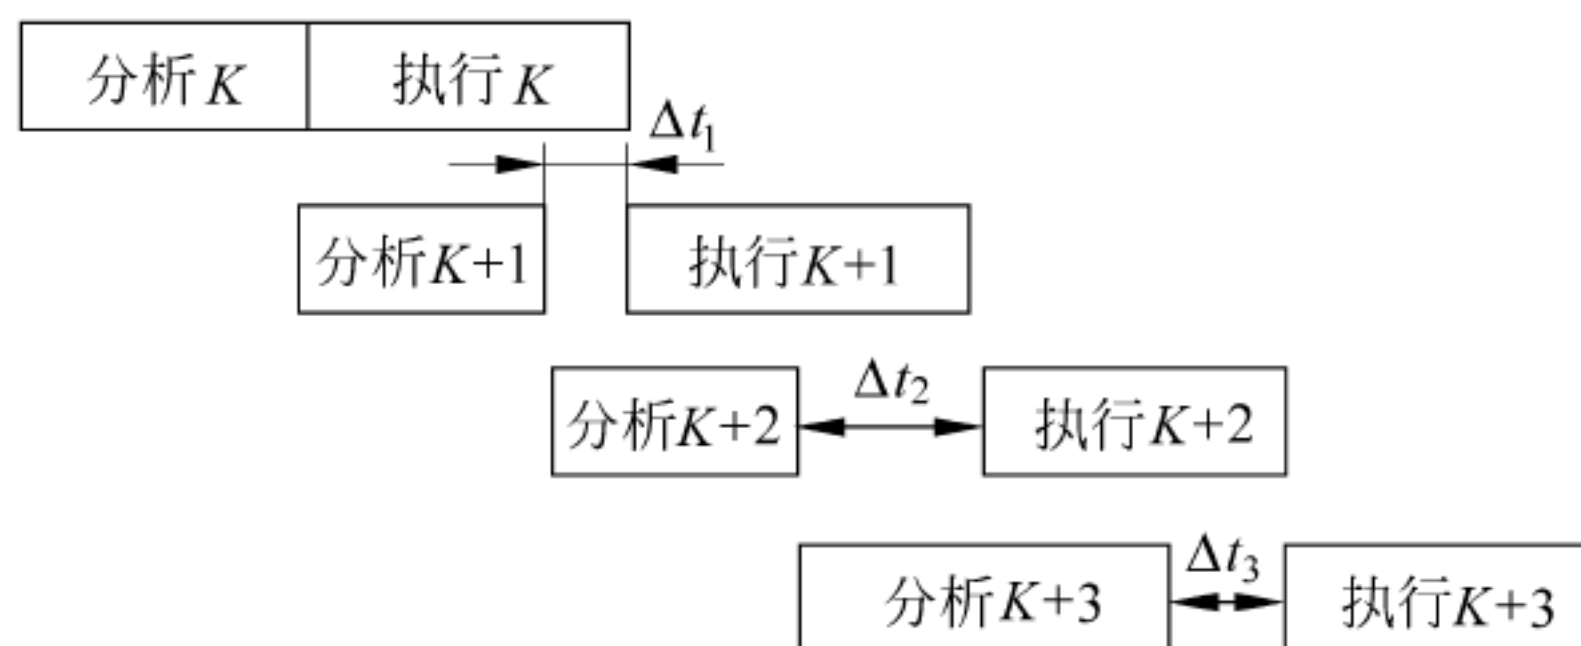 分析K 执行K
Δt₁
分析K+1 执行K+1
分析K+2 Δt₂ 执行K+2
分析K+3 Δt₃ 执行K+3